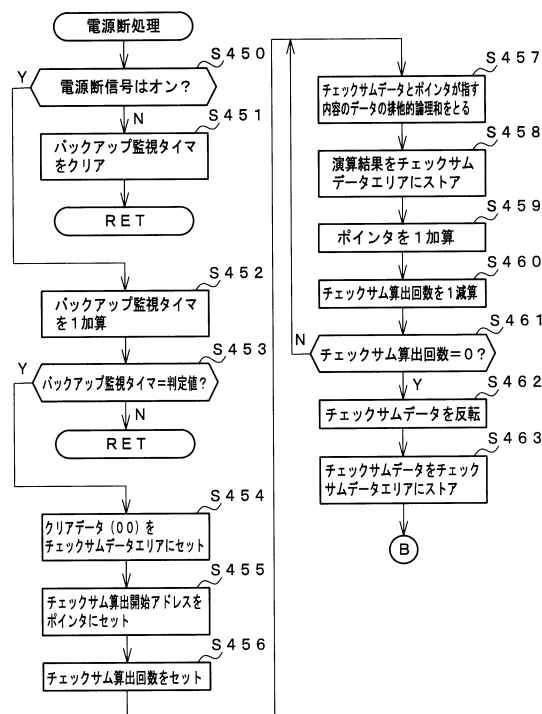 電源断処理
S450
電源断信号はオン?
Y
N
S451
バックアップ監視タイマ
をクリア
RET
S452
バックアップ監視タイマ
を1加算
S453
バックアップ監視タイマ=判定値?
Y
N
RET
S454
クリアデータ(00)を
チェックサムデータエリアにセット
S455
チェックサム算出開始アドレスを
ポインタにセット
S456
チェックサム算出回数をセット
S457
チェックサムデータとポインタが指す
内容のデータの排他的論理和をとる
S458
演算結果をチェックサム
データエリアにストア
S459
ポインタを1加算
S460
チェックサム算出回数を1減算
S461
チェックサム算出回数=0?
N
Y
S462
チェックサムデータを反転
S463
チェックサムデータをチェック
サムデータエリアにストア
B